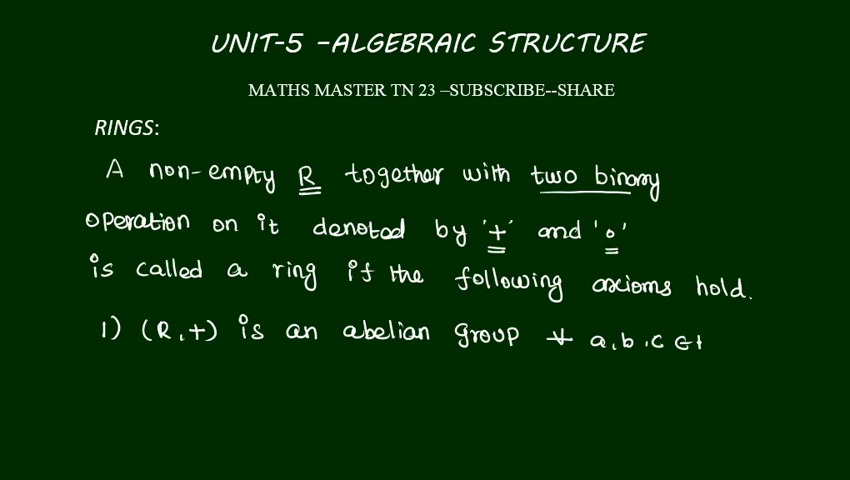 UNIT-5 –ALGEBRAIC STRUCTURE
MATHS MASTER TN 23 –SUBSCRIBE--SHARE
RINGS:
A non-empty R together with two binary
operation on it denoted by '+' and 'o'
is called a ring if the following axioms hold.
1) (R,+) is an abelian group ∀ a,b,c ∈